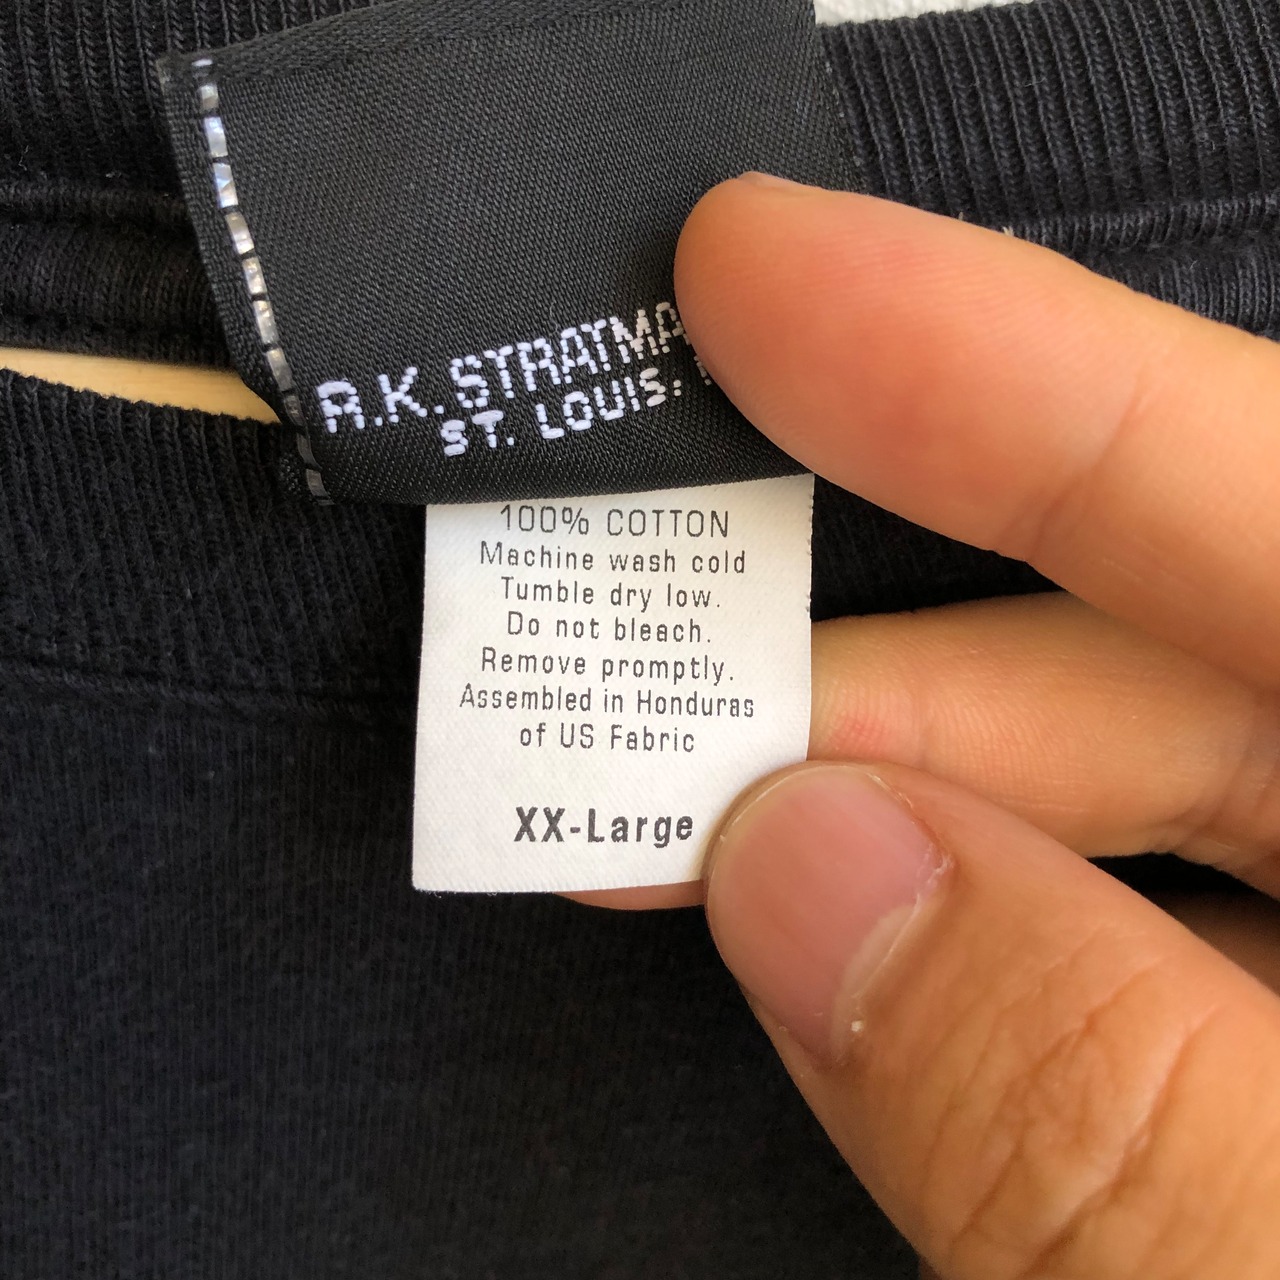 R.K. STRATMA
ST. LOUIS,
100% COTTON
Machine wash cold
Tumble dry low.
Do not bleach.
Remove promptly.
Assembled in Honduras
of US Fabric
XX-Large